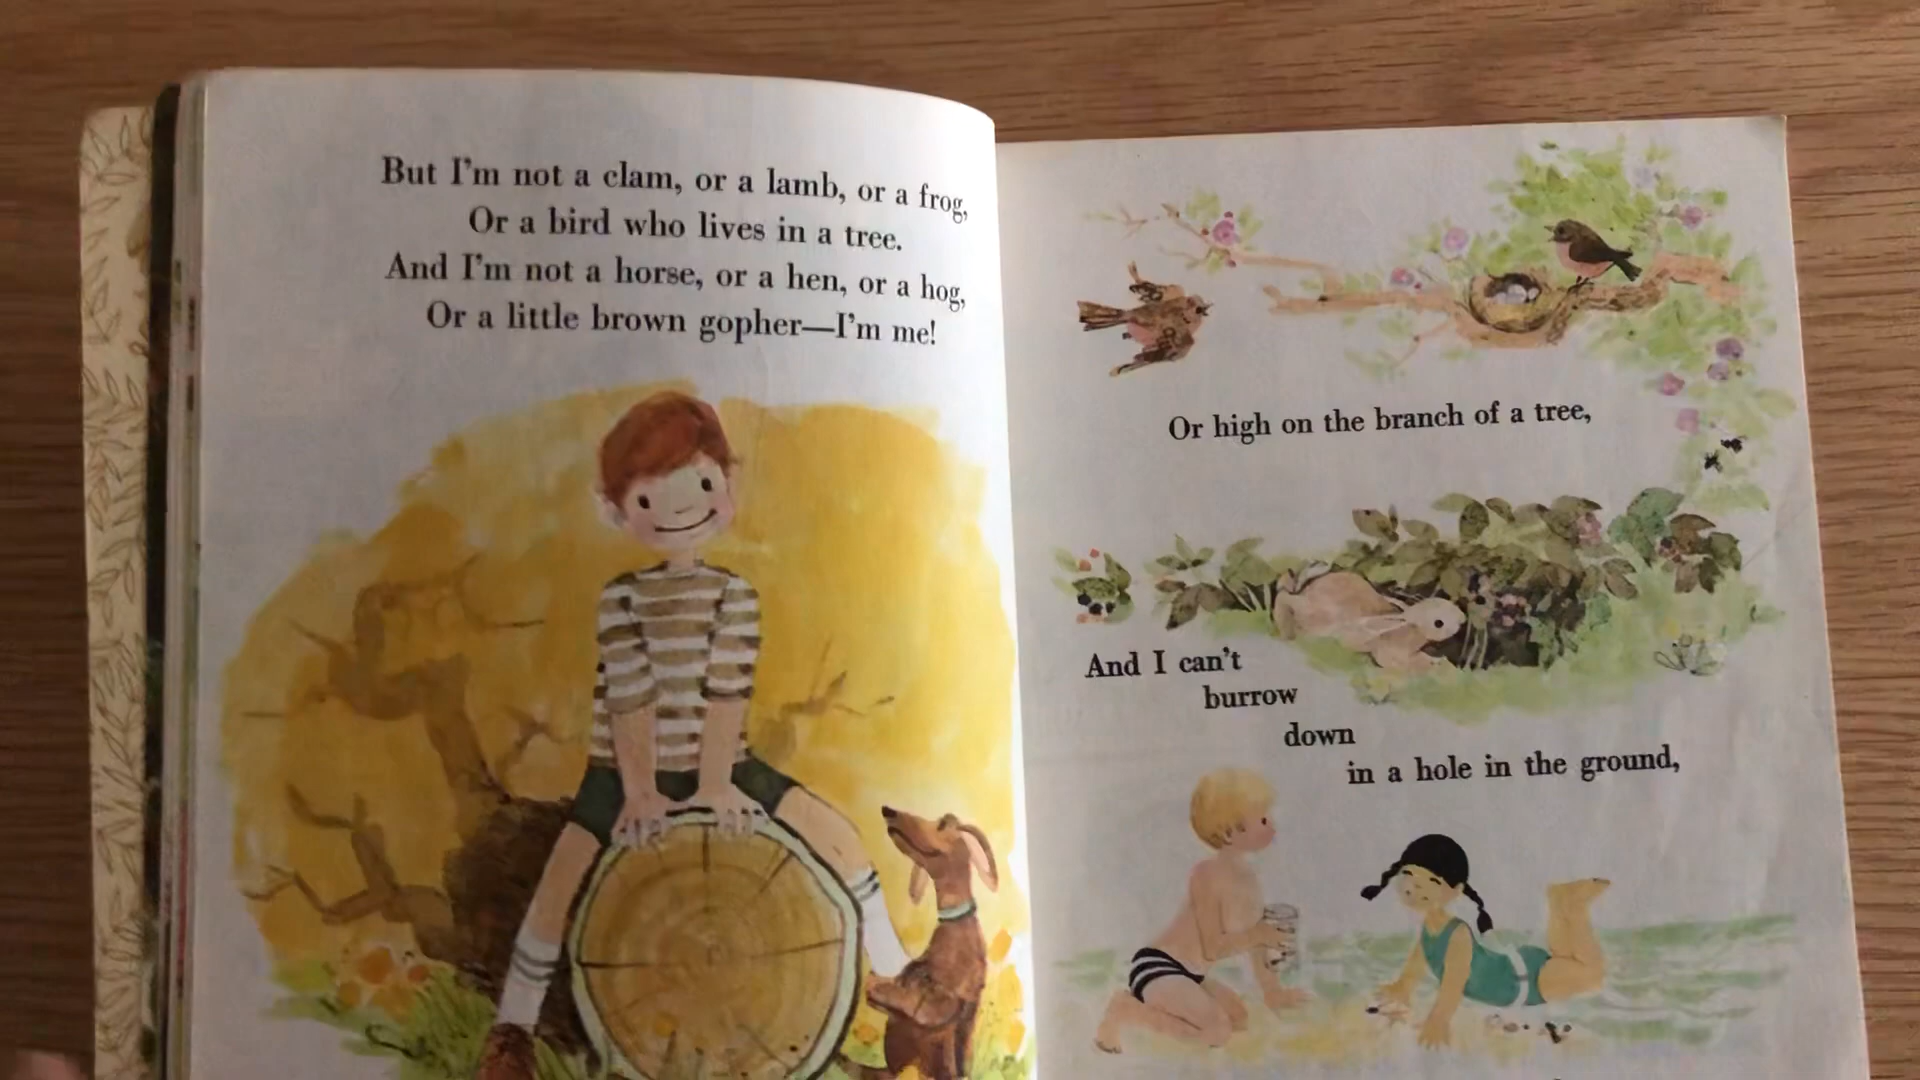 But I'm not a clam, or a lamb, or a frog,
Or a bird who lives in a tree.
And I'm not a horse, or a hen, or a hog,
Or a little brown gopher—I'm me!
Or high on the branch of a tree,
And I can't
burrow
down
in a hole in the ground,